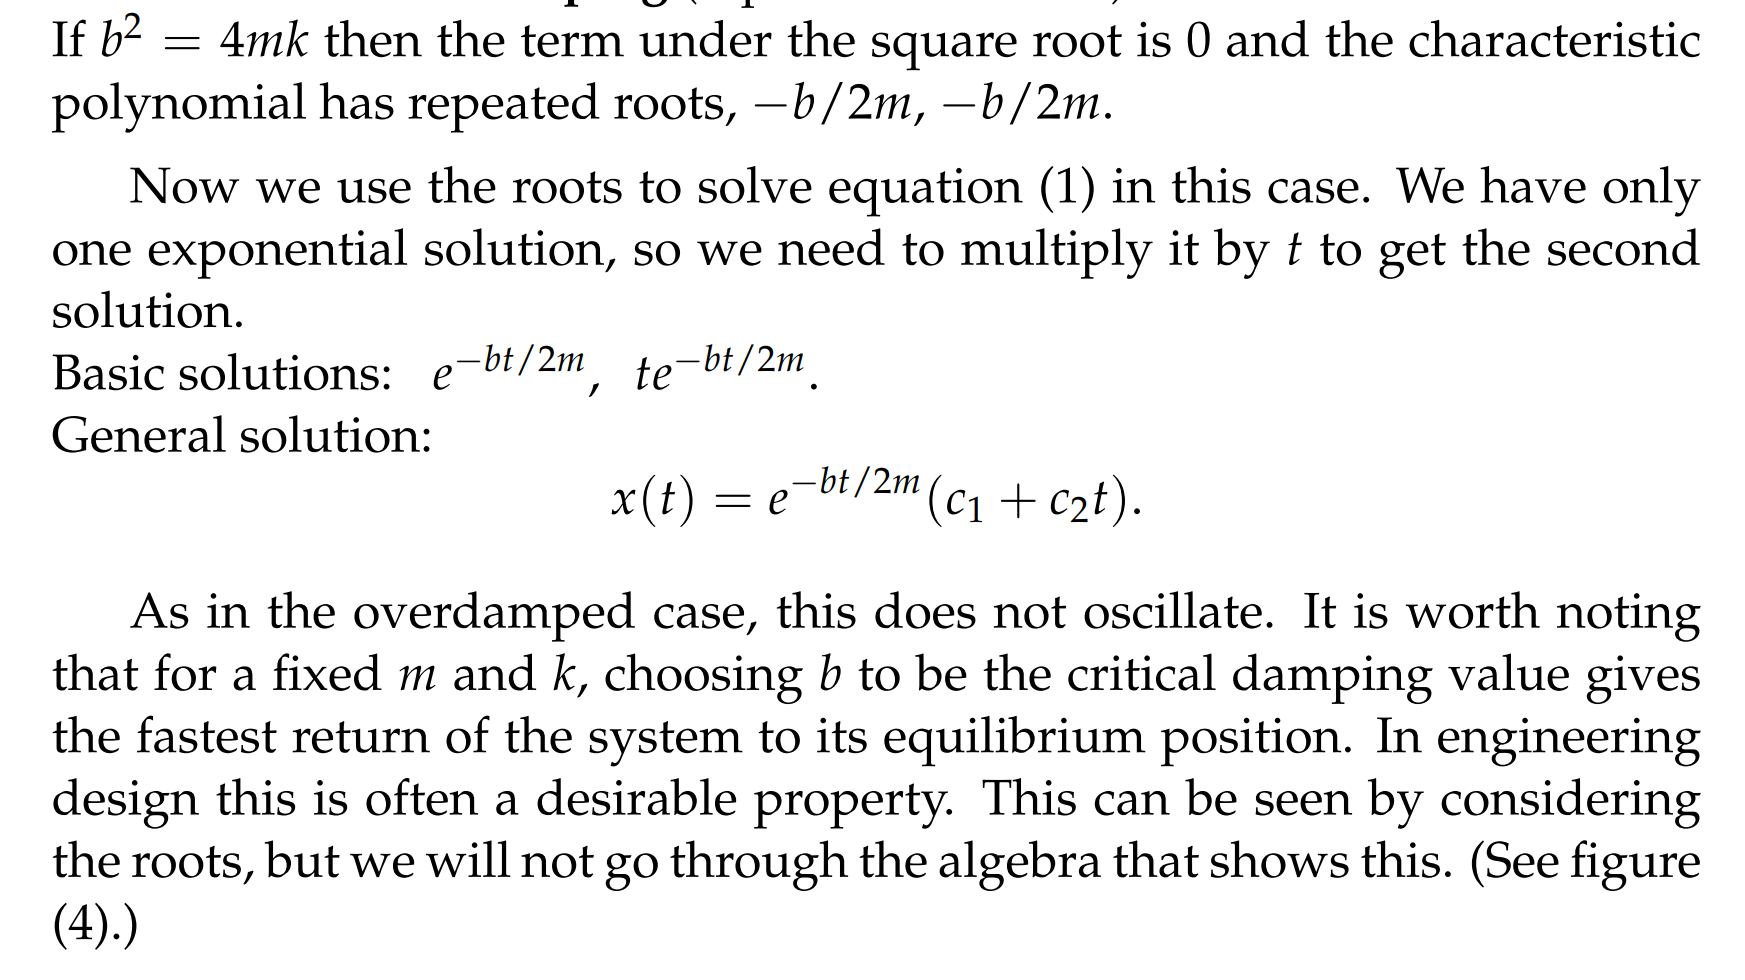 If b² = 4mk then the term under the square root is 0 and the characteristic
polynomial has repeated roots, −b/2m, −b/2m.
Now we use the roots to solve equation (1) in this case. We have only
one exponential solution, so we need to multiply it by t to get the second
solution.
Basic solutions: e^{−bt/2m}, te^{−bt/2m}.
General solution:
x(t) = e^{−bt/2m}(c₁ + c₂t).
As in the overdamped case, this does not oscillate. It is worth noting
that for a fixed m and k, choosing b to be the critical damping value gives
the fastest return of the system to its equilibrium position. In engineering
design this is often a desirable property. This can be seen by considering
the roots, but we will not go through the algebra that shows this. (See figure
(4).)